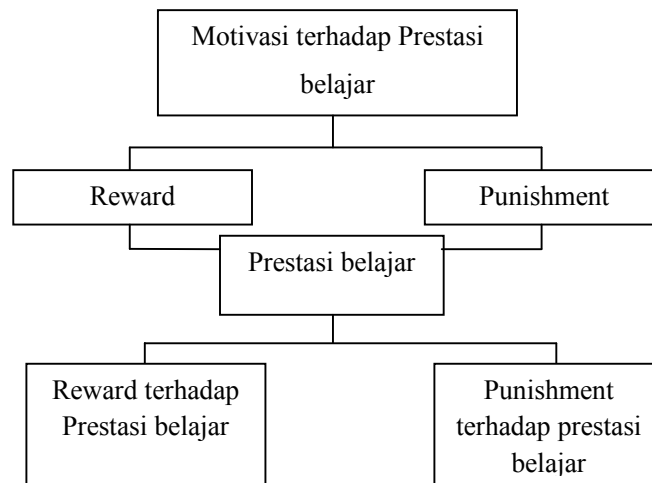 Motivasi terhadap Prestasi
belajar
Reward
Punishment
Prestasi belajar
Reward terhadap
Prestasi belajar
Punishment
terhadap prestasi
belajar